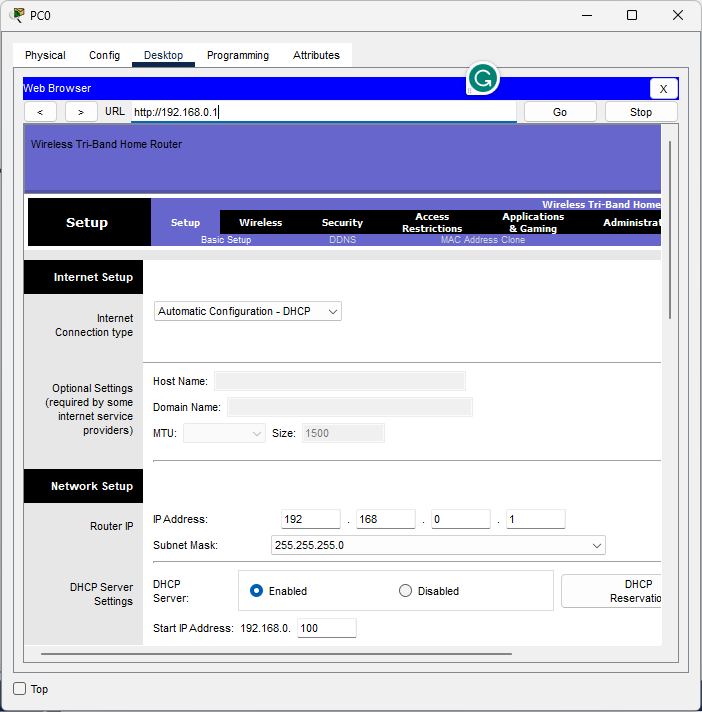 PC0
Physical Config Desktop Programming Attributes
Web Browser X
< > URL http://192.168.0.1 Go Stop
Wireless Tri-Band Home Router
Wireless Tri-Band Home
Setup Setup Wireless Security Access Restrictions Applications & Gaming Administrat
Basic Setup DDNS MAC Address Clone
Internet Setup
Internet
Connection type
Automatic Configuration - DHCP
Optional Settings
(required by some
internet service
providers)
Host Name:
Domain Name:
MTU: Size: 1500
Network Setup
Router IP
IP Address: 192 . 168 . 0 . 1
Subnet Mask: 255.255.255.0
DHCP Server
Settings
DHCP
Server:
Enabled Disabled
DHCP
Reservatio
Start IP Address: 192.168.0. 100
Top